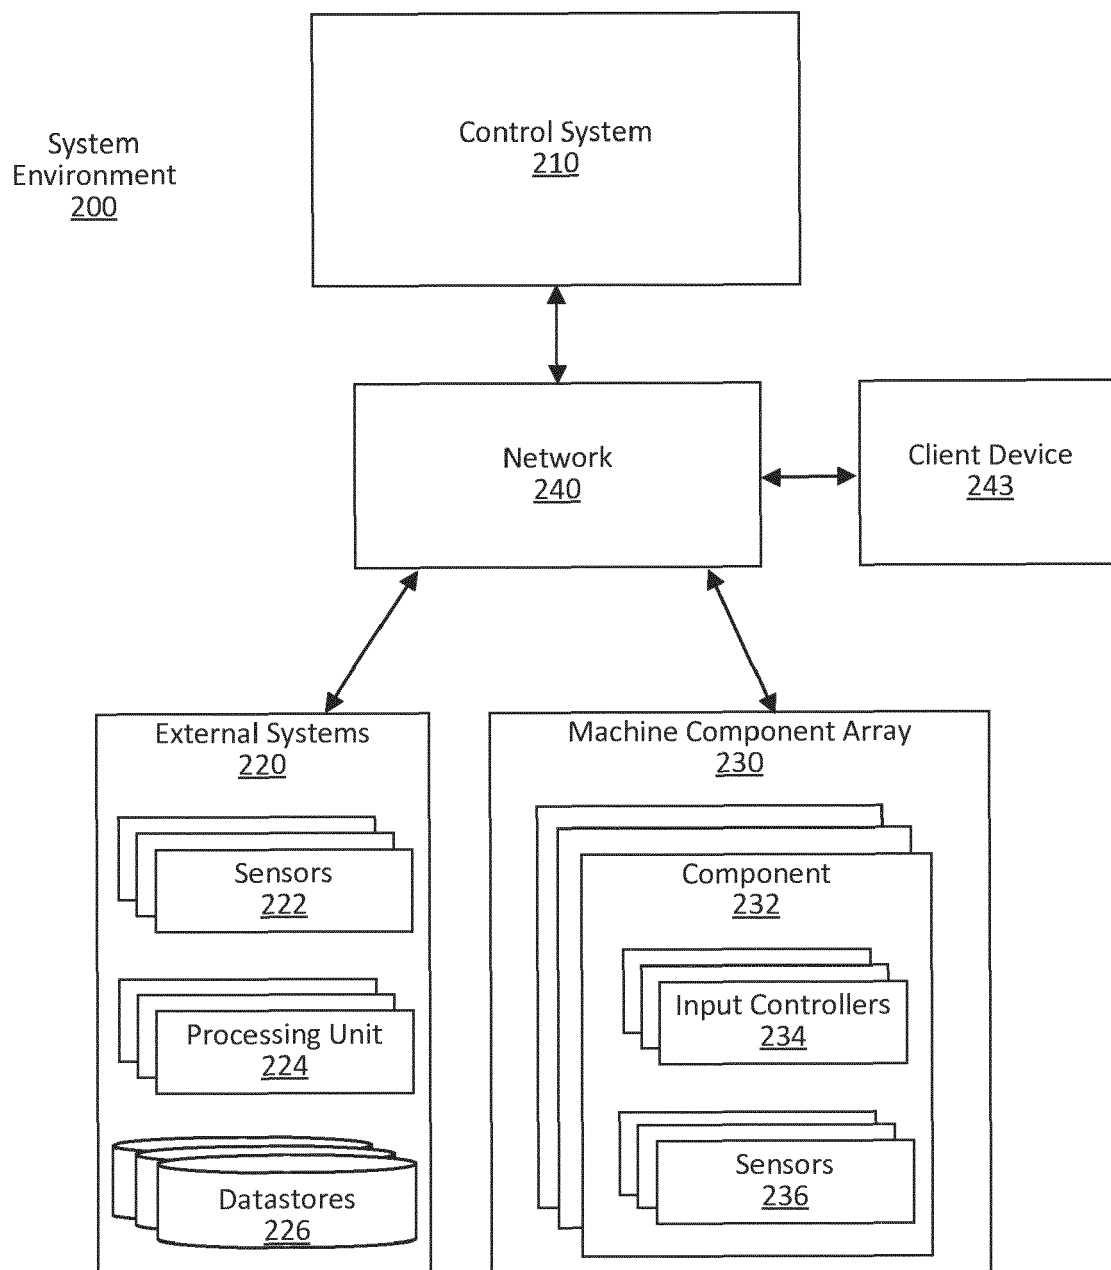 Control System
210
System
Environment
200
Network
240
Client Device
243
External Systems
220
Machine Component Array
230
Sensors
222
Component
232
Processing Unit
224
Input Controllers
234
Datastores
226
Sensors
236